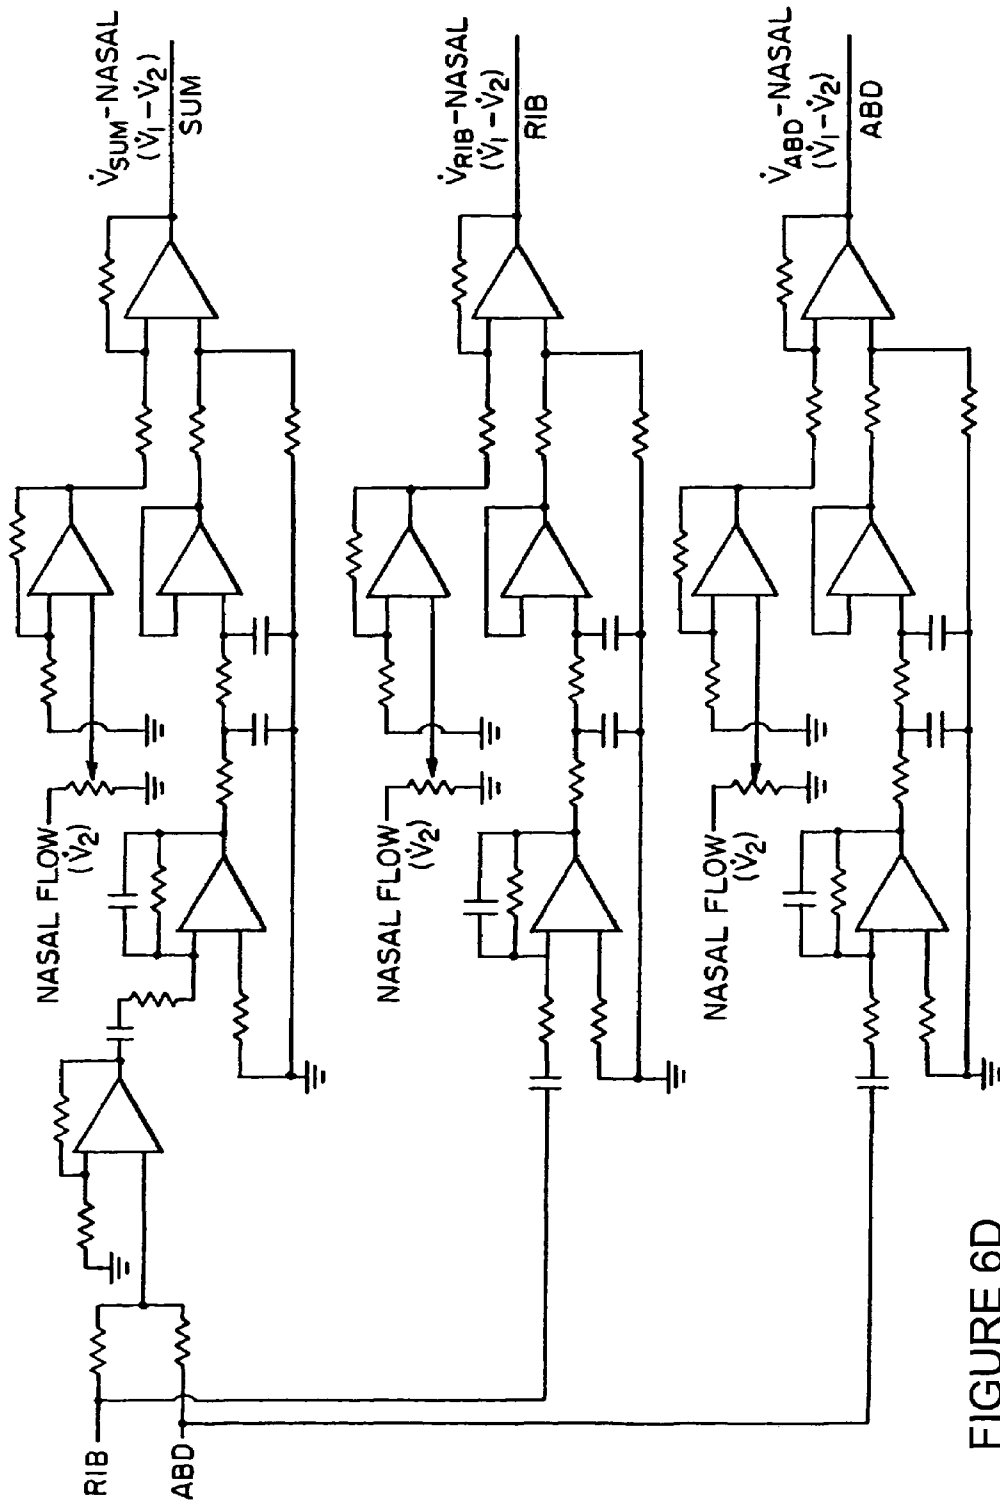 RIB
ABD
NASAL FLOW
(V̇2)
V̇SUM-NASAL
(V̇1-V̇2)
SUM
NASAL FLOW
(V̇2)
V̇RIB-NASAL
(V̇1-V̇2)
RIB
NASAL FLOW
(V̇2)
V̇ABD-NASAL
(V̇1-V̇2)
ABD
FIGURE 6D